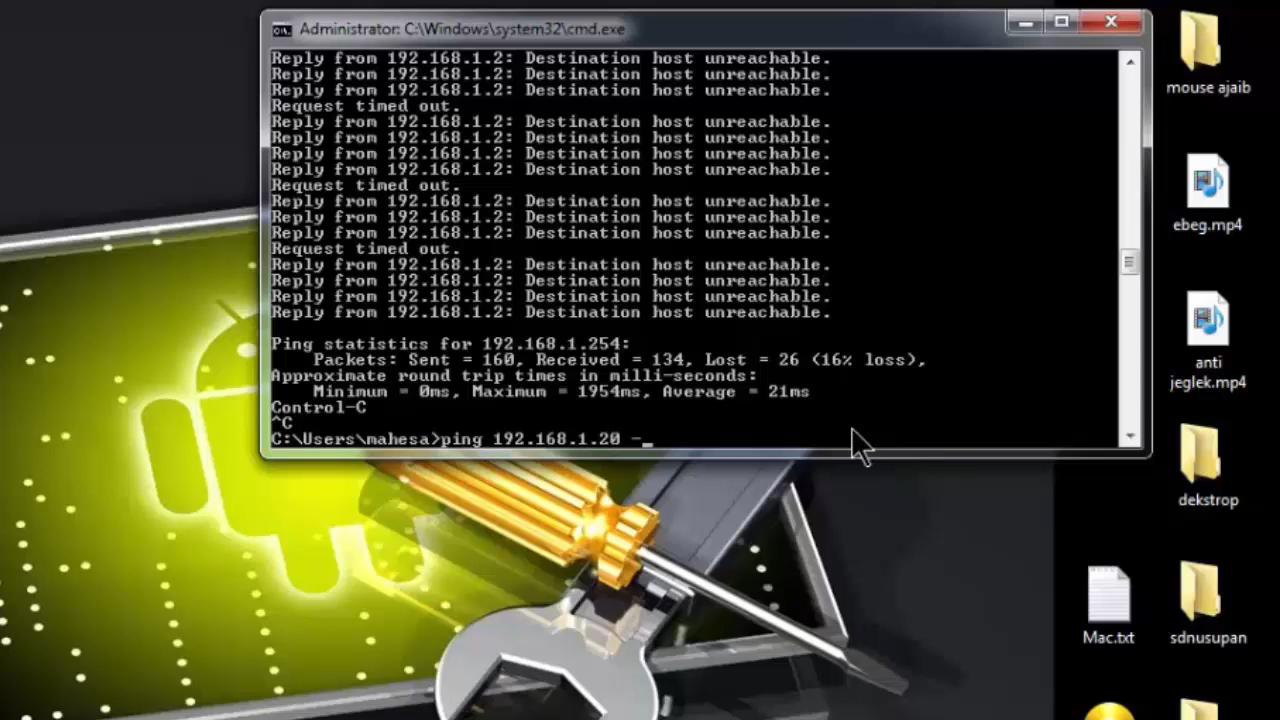 Administrator: C:\Windows\system32\cmd.exe
Reply from 192.168.1.2: Destination host unreachable.
Reply from 192.168.1.2: Destination host unreachable.
Reply from 192.168.1.2: Destination host unreachable.
Request timed out.
Reply from 192.168.1.2: Destination host unreachable.
Reply from 192.168.1.2: Destination host unreachable.
Reply from 192.168.1.2: Destination host unreachable.
Reply from 192.168.1.2: Destination host unreachable.
Request timed out.
Reply from 192.168.1.2: Destination host unreachable.
Reply from 192.168.1.2: Destination host unreachable.
Reply from 192.168.1.2: Destination host unreachable.
Request timed out.
Reply from 192.168.1.2: Destination host unreachable.
Reply from 192.168.1.2: Destination host unreachable.
Reply from 192.168.1.2: Destination host unreachable.
Reply from 192.168.1.2: Destination host unreachable.
Ping statistics for 192.168.1.254:
Packets: Sent = 160, Received = 134, Lost = 26 (16% loss),
Approximate round trip times in milli-seconds:
Minimum = 0ms, Maximum = 1954ms, Average = 21ms
Control-C
^C
C:\Users\mahesa>ping 192.168.1.20 -_
mouse ajaib
ebeg.mp4
anti
jeglek.mp4
dekstrop
Mac.txt
sdnusupan